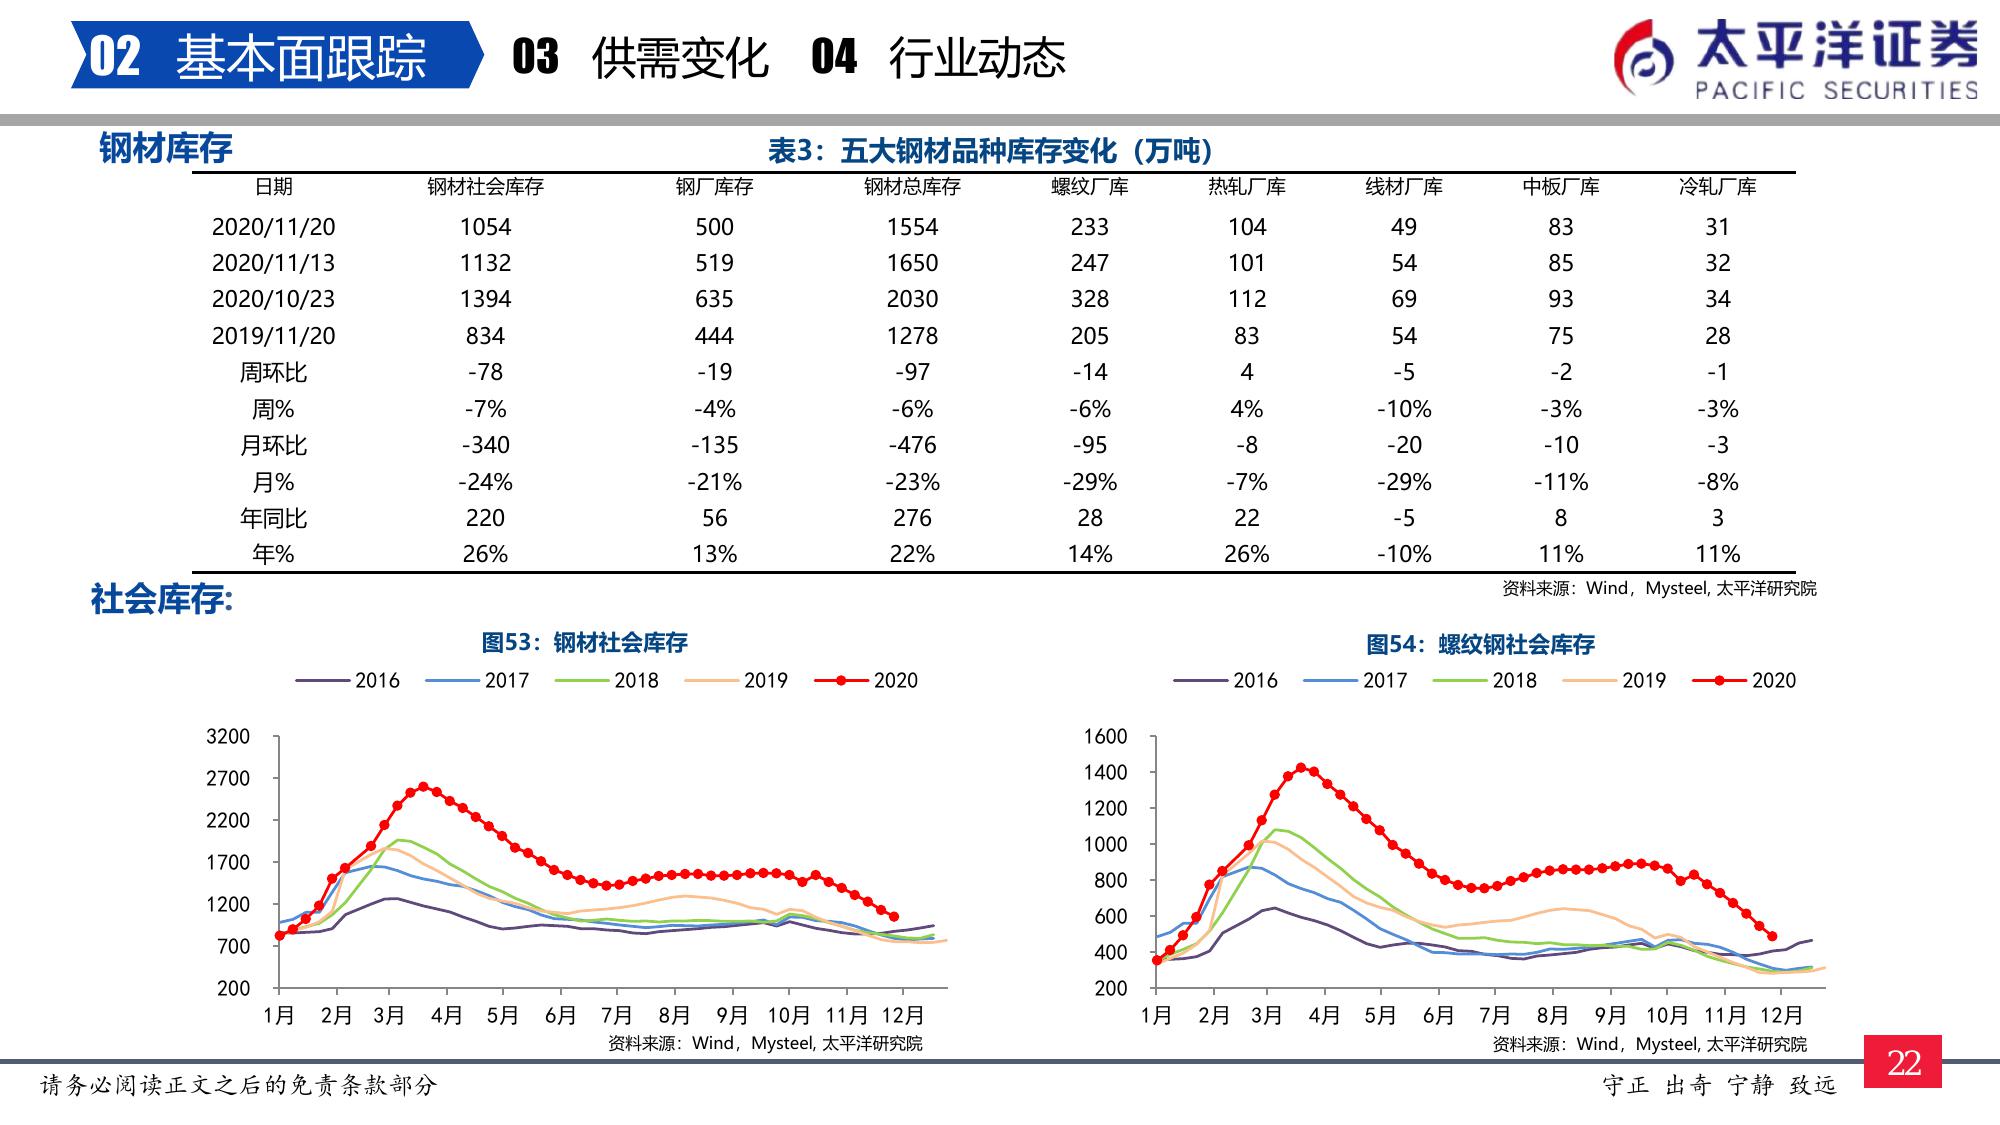 02 基本面跟踪 03 供需变化 04 行业动态
太平洋证券
PACIFIC SECURITIES
钢材库存
表3：五大钢材品种库存变化（万吨）
日期 钢材社会库存 钢厂库存 钢材总库存 螺纹厂库 热轧厂库 线材厂库 中板厂库 冷轧厂库
2020/11/20 1054 500 1554 233 104 49 83 31
2020/11/13 1132 519 1650 247 101 54 85 32
2020/10/23 1394 635 2030 328 112 69 93 34
2019/11/20 834 444 1278 205 83 54 75 28
周环比 -78 -19 -97 -14 4 -5 -2 -1
周% -7% -4% -6% -6% 4% -10% -3% -3%
月环比 -340 -135 -476 -95 -8 -20 -10 -3
月% -24% -21% -23% -29% -7% -29% -11% -8%
年同比 220 56 276 28 22 -5 8 3
年% 26% 13% 22% 14% 26% -10% 11% 11%
资料来源：Wind，Mysteel, 太平洋研究院
社会库存:
图53：钢材社会库存
2016 2017 2018 2019 2020
3200
2700
2200
1700
1200
700
200
1月 2月 3月 4月 5月 6月 7月 8月 9月 10月 11月 12月
资料来源：Wind，Mysteel, 太平洋研究院
图54：螺纹钢社会库存
2016 2017 2018 2019 2020
1600
1400
1200
1000
800
600
400
200
1月 2月 3月 4月 5月 6月 7月 8月 9月 10月 11月 12月
资料来源：Wind，Mysteel, 太平洋研究院
请务必阅读正文之后的免责条款部分
守正 出奇 宁静 致远
22